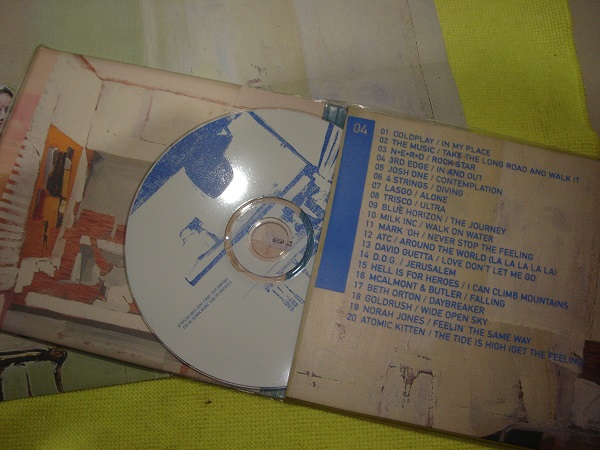 04
01 COLDPLAY / IN MY PLACE
02 THE MUSIC / TAKE THE LONG ROAD AND WALK IT
03 N*E*R*D / ROCK STAR
04 3RD EDGE / IN AND OUT
05 JOSH ONE / CONTEMPLATION
06 4 STRINGS / DIVING
07 LASGO / ALONE
08 TRISCO / ULTRA
09 BLUE HORIZON / THE JOURNEY
10 MILK INC / WALK ON WATER
11 MARK 'OH / NEVER STOP THE FEELING
12 ATC / AROUND THE WORLD (LA LA LA LA LA)
13 DAVID GUETTA / LOVE DON'T LET ME GO
14 D.O.G / JERUSALEM
15 HELL IS FOR HEROES / I CAN CLIMB MOUNTAINS
16 MCALMONT & BUTLER / FALLING
17 BETH ORTON / DAYBREAKER
18 GOLDRUSH / WIDE OPEN SKY
19 NORAH JONES / FEELIN' THE SAME WAY
20 ATOMIC KITTEN / THE TIDE IS HIGH (GET THE FEELING